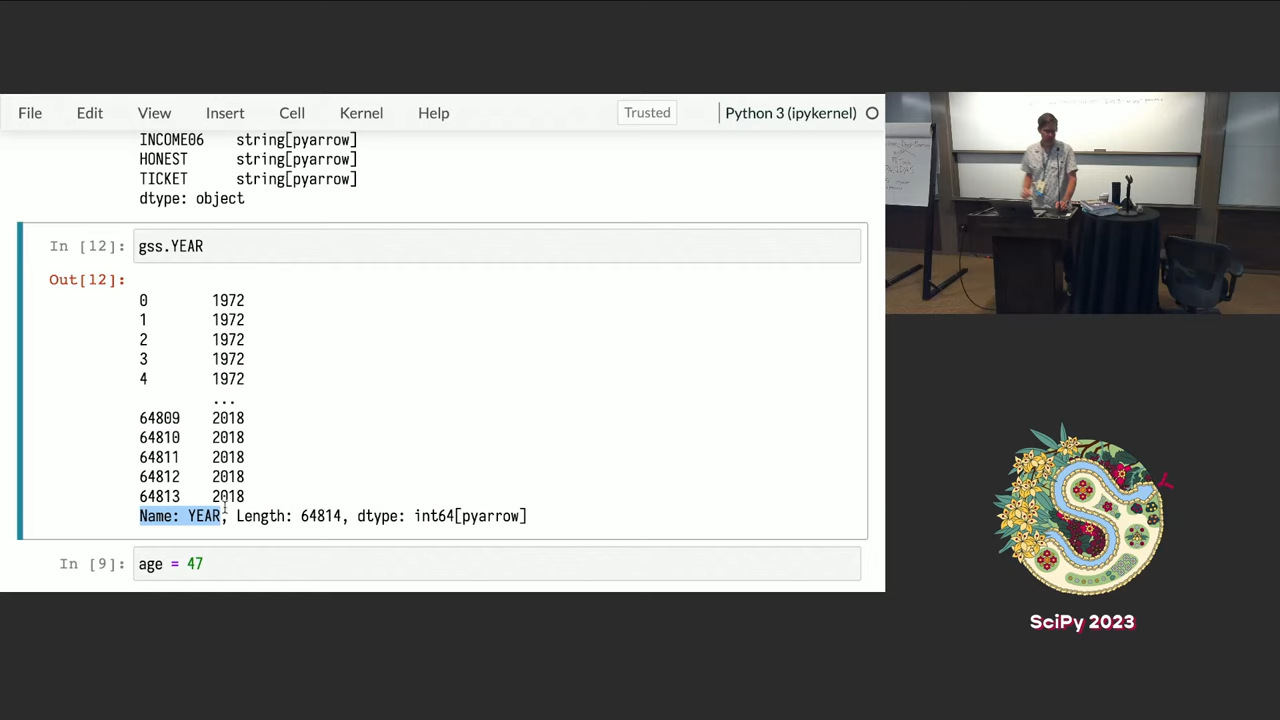 File Edit View Insert Cell Kernel Help Trusted Python 3 (ipykernel)
INCOME06 string[pyarrow]
HONEST string[pyarrow]
TICKET string[pyarrow]
dtype: object
In [12]: gss.YEAR
Out[12]:
0 1972
1 1972
2 1972
3 1972
4 1972
...
64809 2018
64810 2018
64811 2018
64812 2018
64813 2018
Name: YEAR, Length: 64814, dtype: int64[pyarrow]
In [9]: age = 47
SciPy 2023